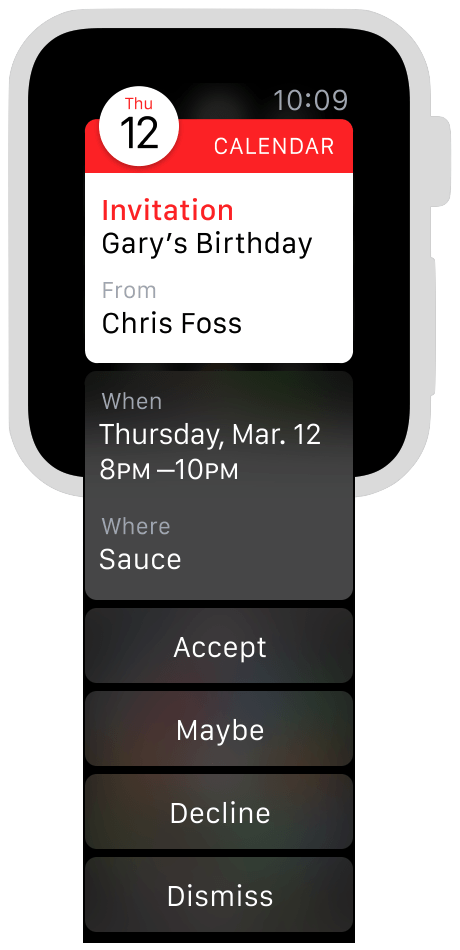 10:09
Thu
12
CALENDAR
Invitation
Gary’s Birthday
From
Chris Foss
When
Thursday, Mar. 12
8PM –10PM
Where
Sauce
Accept
Maybe
Decline
Dismiss